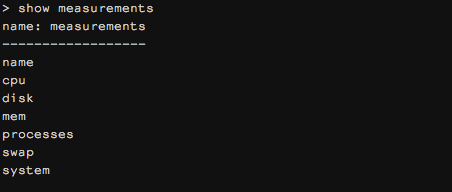 > show measurements
name: measurements
------------------
name
cpu
disk
mem
processes
swap
system